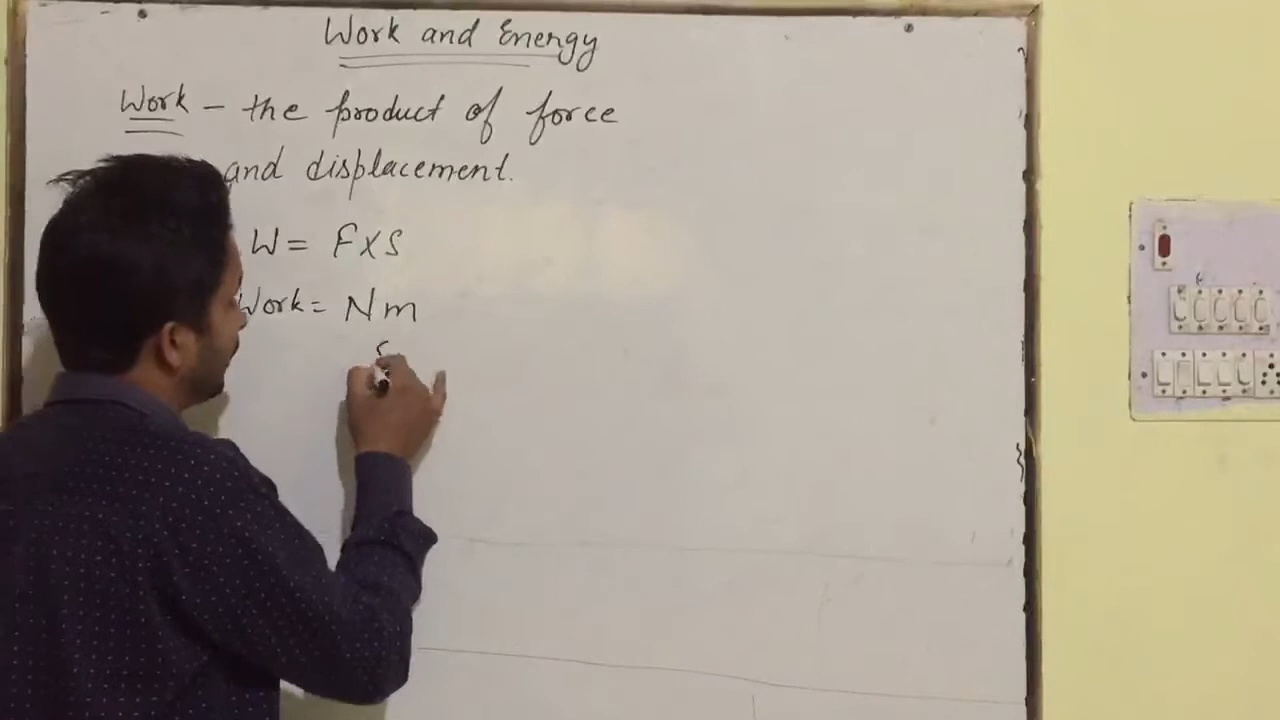 Work and Energy
Work - the product of force
and displacement.
W = F x s
Work = Nm